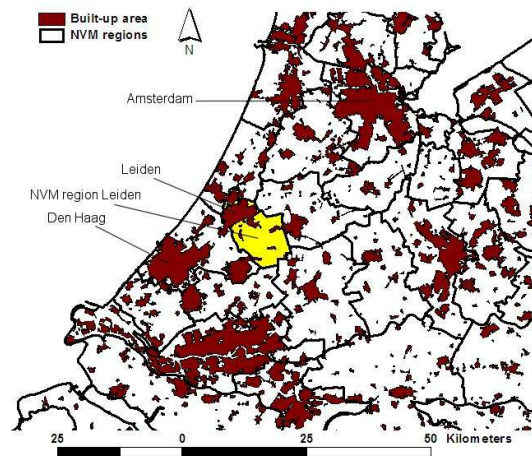 Built-up area
NVM regions
N
Amsterdam
Leiden
NVM region Leiden
Den Haag
25 0 25 50 Kilometers